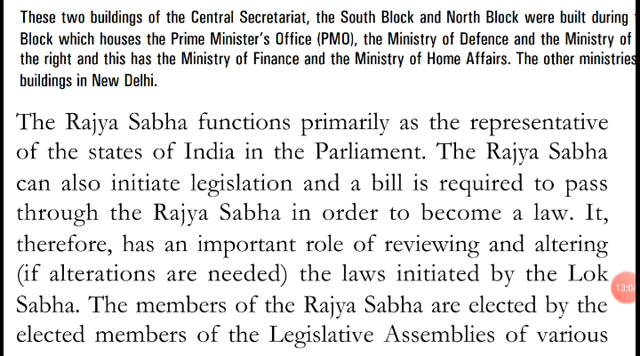 These two buildings of the Central Secretariat, the South Block and North Block were built during
Block which houses the Prime Minister's Office (PMO), the Ministry of Defence and the Ministry of
the right and this has the Ministry of Finance and the Ministry of Home Affairs. The other ministries
buildings in New Delhi.
The Rajya Sabha functions primarily as the representative
of the states of India in the Parliament. The Rajya Sabha
can also initiate legislation and a bill is required to pass
through the Rajya Sabha in order to become a law. It,
therefore, has an important role of reviewing and altering
(if alterations are needed) the laws initiated by the Lok
Sabha. The members of the Rajya Sabha are elected by the
elected members of the Legislative Assemblies of various